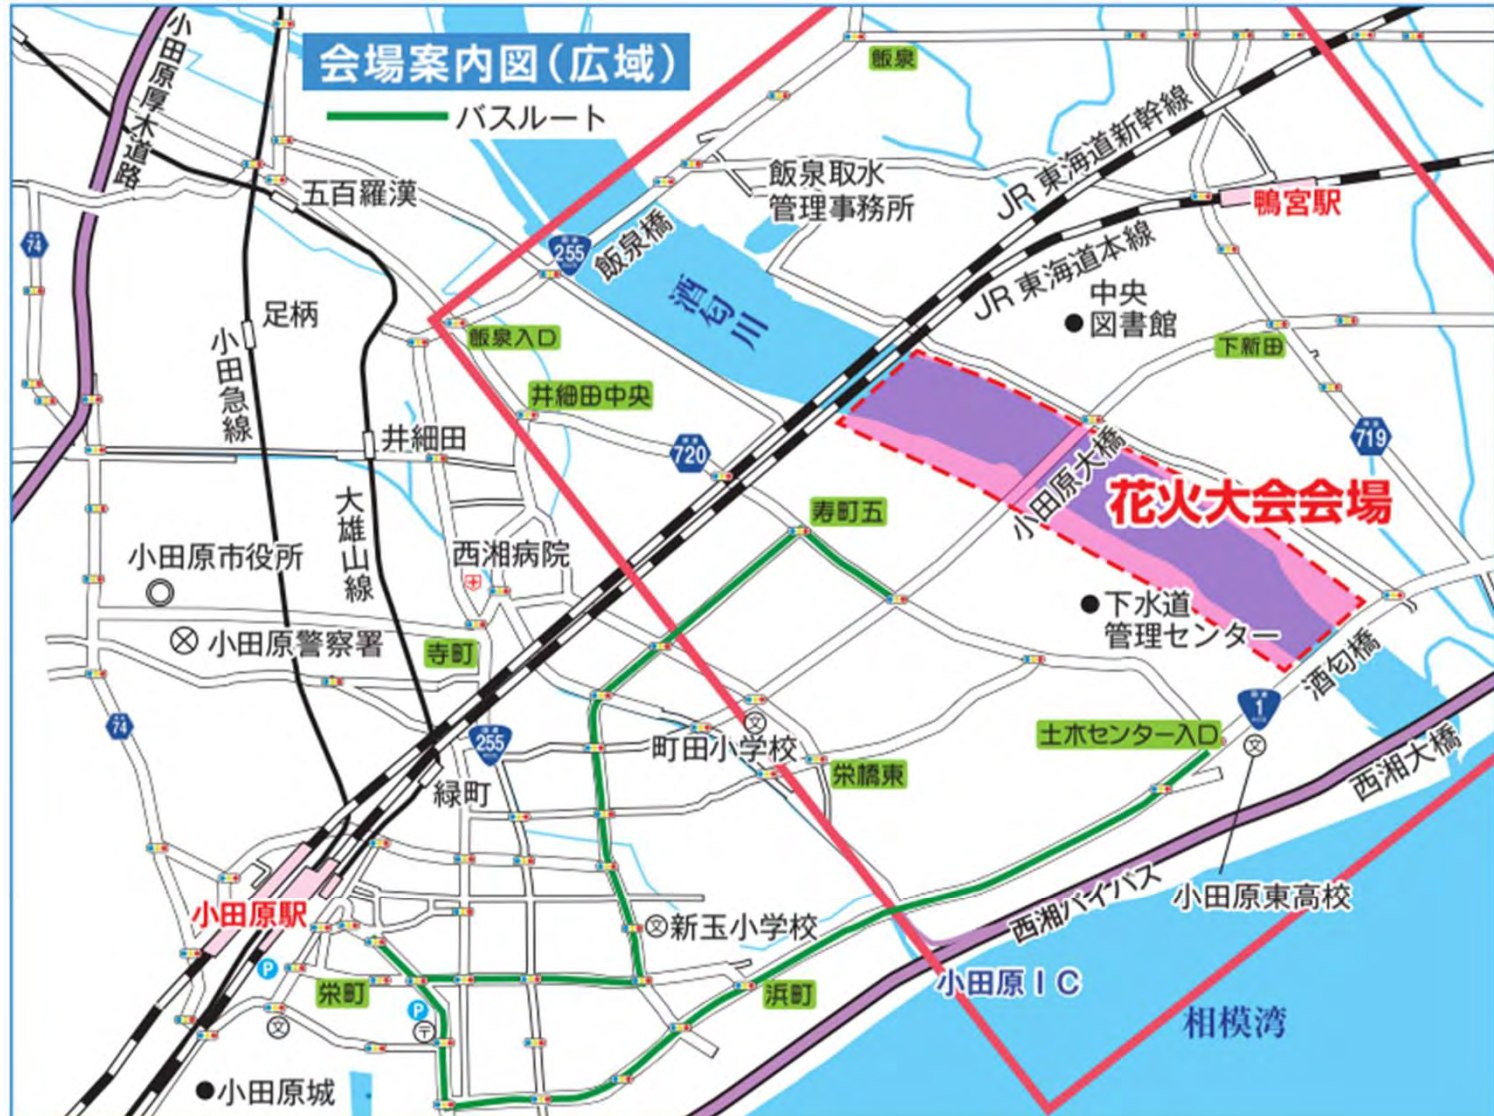 会場案内図(広域)
バスルート
小田原厚木道路
飯泉
JR 東海道新幹線
飯泉取水
管理事務所
五百羅漢
74
255
飯泉橋
鴨宮駅
JR 東海道本線
酒匂川
中央
図書館
足柄
飯泉入口
下新田
小田急線
井細田中央
井細田
720
719
小田原大橋
花火大会会場
大雄山線
寿町五
小田原市役所
西湘病院
下水道
管理センター
小田原警察署
寺町
酒匂橋
1
74
255
町田小学校
文
土木センター入口
文
西湘大橋
栄橋東
緑町
小田原駅
西湘バイパス
小田原東高校
文
新玉小学校
P
栄町
浜町
小田原IC
P
〒
文
相模湾
小田原城